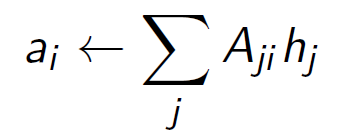 a_i ← ∑_j A_{ji} h_j